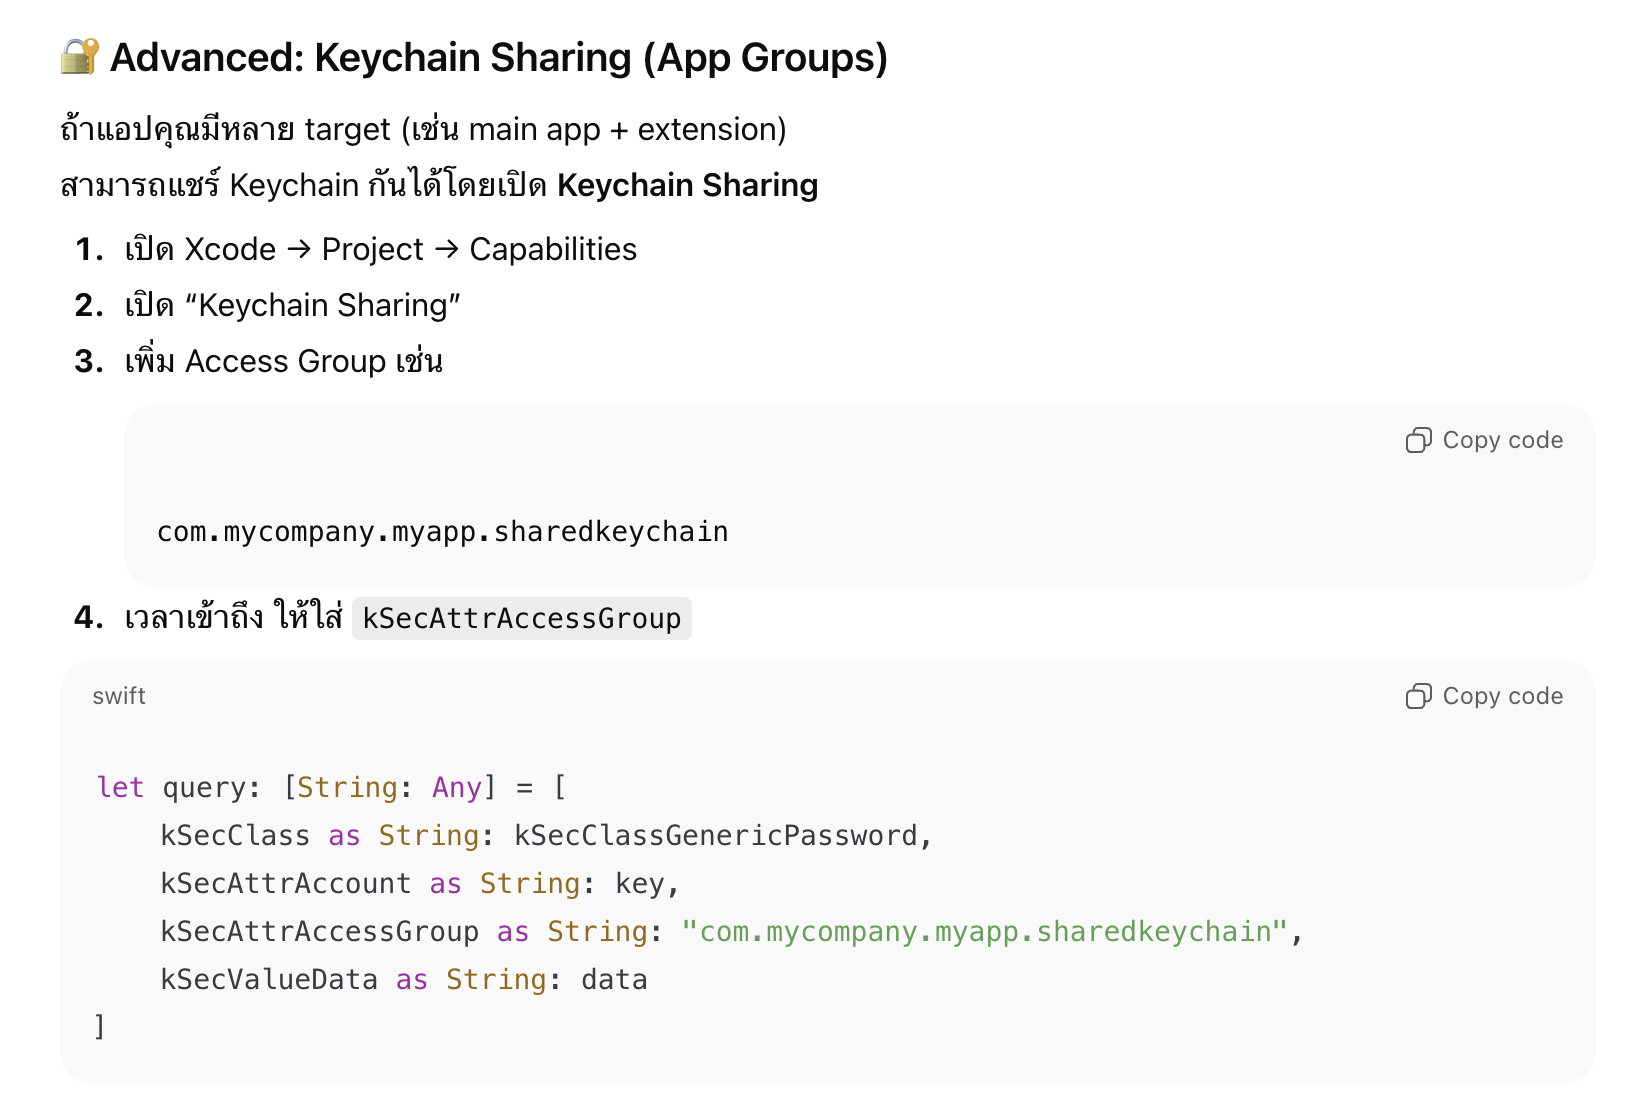 🔐 Advanced: Keychain Sharing (App Groups)
ถ้าแอปคุณมีหลาย target (เช่น main app + extension)
สามารถแชร์ Keychain กันได้โดยเปิด Keychain Sharing
1. เปิด Xcode → Project → Capabilities
2. เปิด “Keychain Sharing”
3. เพิ่ม Access Group เช่น
Copy code
com.mycompany.myapp.sharedkeychain
4. เวลาเข้าถึง ให้ใส่ kSecAttrAccessGroup
swift
Copy code
let query: [String: Any] = [
    kSecClass as String: kSecClassGenericPassword,
    kSecAttrAccount as String: key,
    kSecAttrAccessGroup as String: "com.mycompany.myapp.sharedkeychain",
    kSecValueData as String: data
]